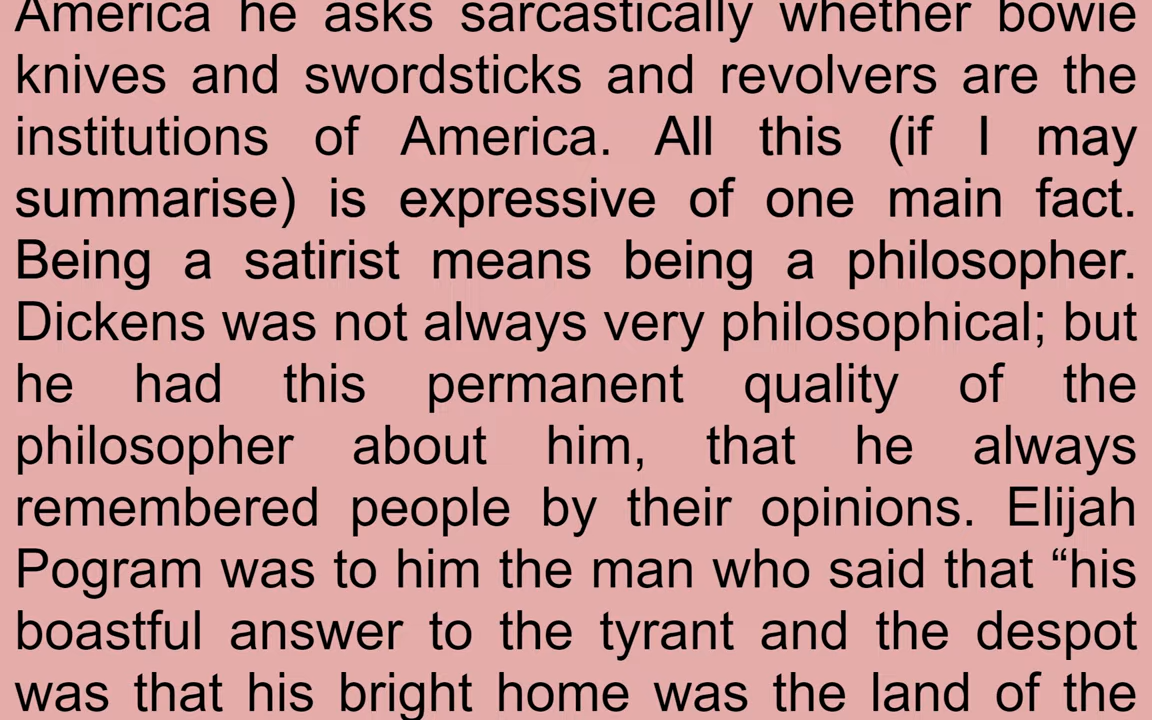 America he asks sarcastically whether bowie
knives and swordsticks and revolvers are the
institutions of America. All this (if I may
summarise) is expressive of one main fact.
Being a satirist means being a philosopher.
Dickens was not always very philosophical; but
he had this permanent quality of the
philosopher about him, that he always
remembered people by their opinions. Elijah
Pogram was to him the man who said that “his
boastful answer to the tyrant and the despot
was that his bright home was the land of the